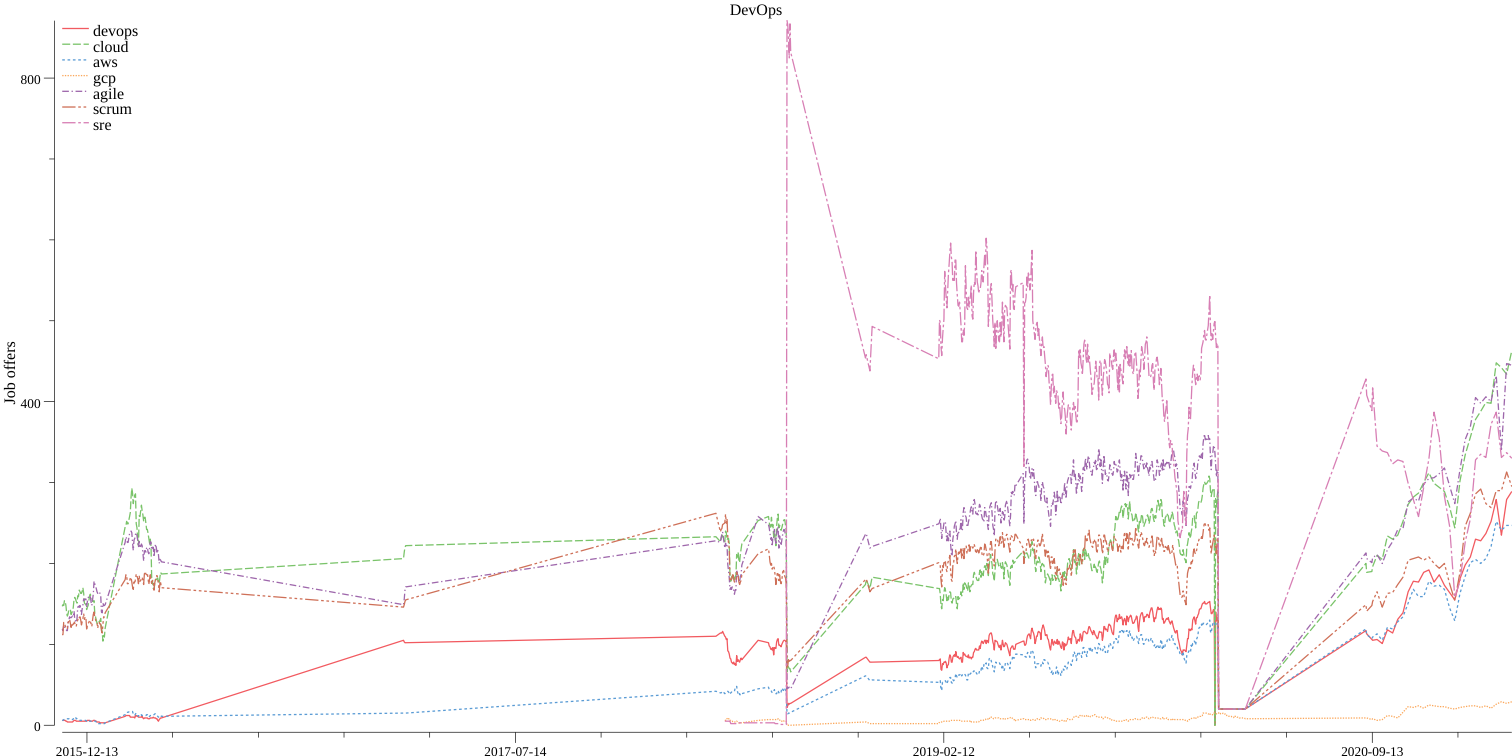 DevOps
devops
cloud
aws
gcp
agile
scrum
sre
Job offers
800
400
0
2015-12-13
2017-07-14
2019-02-12
2020-09-13